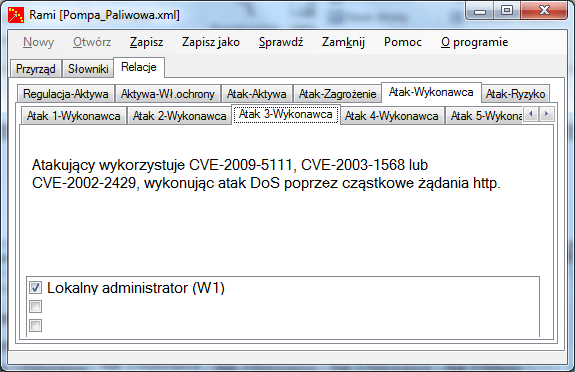 Rami [Pompa_Paliwowa.xml]
Nowy Otwórz Zapisz Zapisz jako Sprawdź Zamknij Pomoc O programie
Przyrząd Słowniki Relacje
Regulacja-Aktywa Aktywa-Wł.ochrony Atak-Aktywa Atak-Zagrożenie Atak-Wykonawca Atak-Ryzyko
Atak 1-Wykonawca Atak 2-Wykonawca Atak 3-Wykonawca Atak 4-Wykonawca Atak 5-Wykona
Atakujący wykorzystuje CVE-2009-5111, CVE-2003-1568 lub
CVE-2002-2429, wykonując atak DoS poprzez cząstkowe żądania http.
Lokalny administrator (W1)